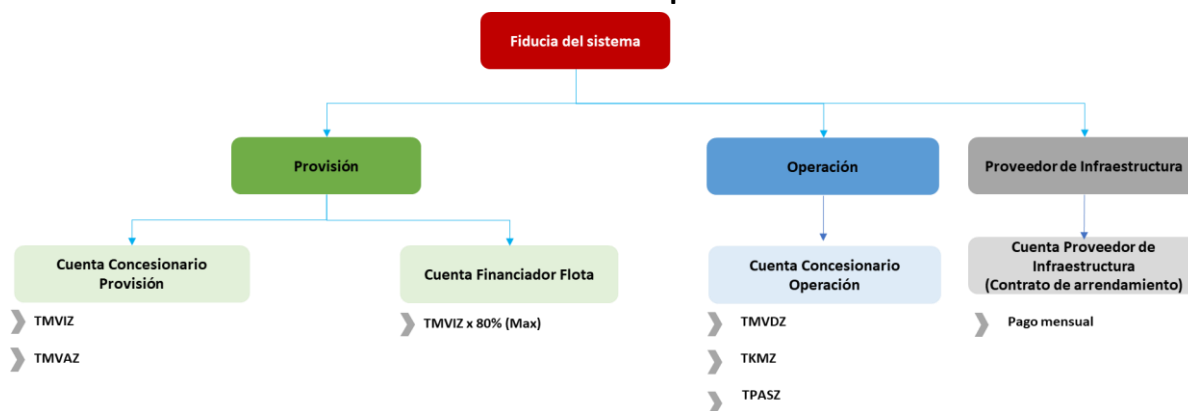 Fiducia del sistema
Provisión
Operación
Proveedor de Infraestructura
Cuenta Concesionario
Provisión
Cuenta Financiador Flota
Cuenta Concesionario
Operación
Cuenta Proveedor de
Infraestructura
(Contrato de arrendamiento)
TMVIZ
TMVAZ
TMVIZ x 80% (Max)
TMVDZ
TKMZ
TPASZ
Pago mensual